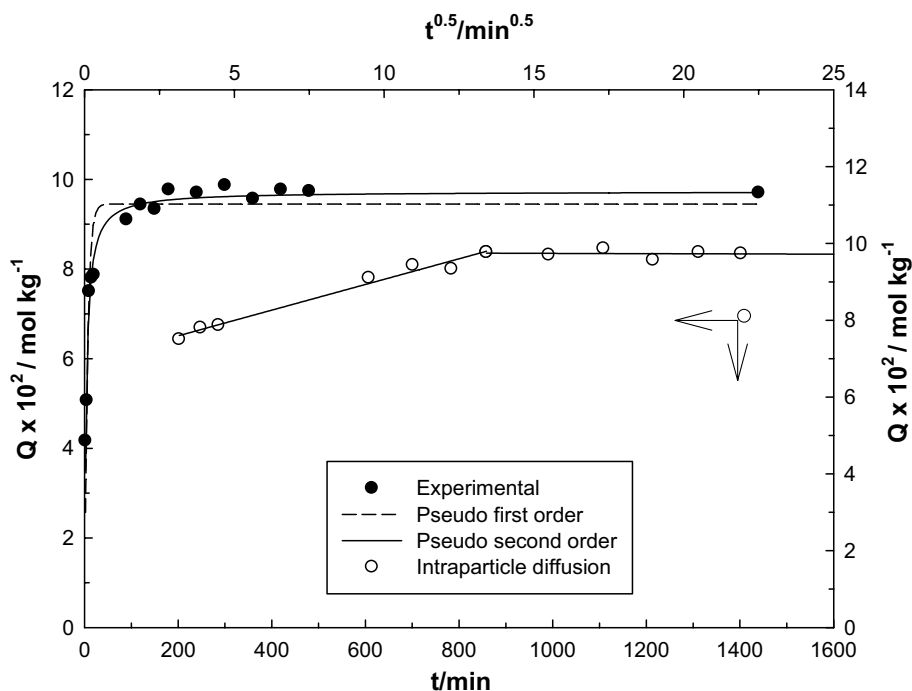 t^0.5/min^0.5
0 5 10 15 20 25
12 14
10 12
8 10
6 8
4 6
2 4
0 2
0
Q x 10^2 / mol kg^-1
Q x 10^2 / mol kg^-1
Experimental
Pseudo first order
Pseudo second order
Intraparticle diffusion
0 200 400 600 800 1000 1200 1400 1600
t/min